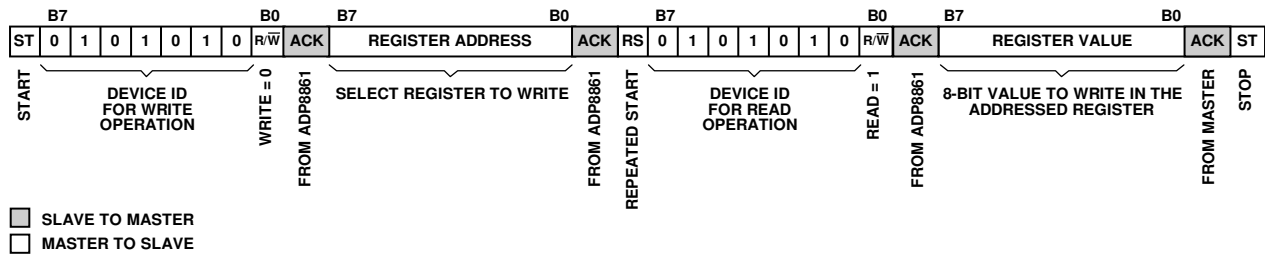 B7 B0 B7 B0 B7 B0 B7 B0
ST 0 1 0 1 0 1 0 R/W̅ ACK REGISTER ADDRESS ACK RS 0 1 0 1 0 1 0 R/W̅ ACK REGISTER VALUE ACK ST
START
DEVICE ID
FOR WRITE
OPERATION
WRITE = 0
FROM ADP8861
SELECT REGISTER TO WRITE
FROM ADP8861
REPEATED START
DEVICE ID
FOR READ
OPERATION
READ = 1
FROM ADP8861
8-BIT VALUE TO WRITE IN THE
ADDRESSED REGISTER
FROM MASTER
STOP
SLAVE TO MASTER
MASTER TO SLAVE